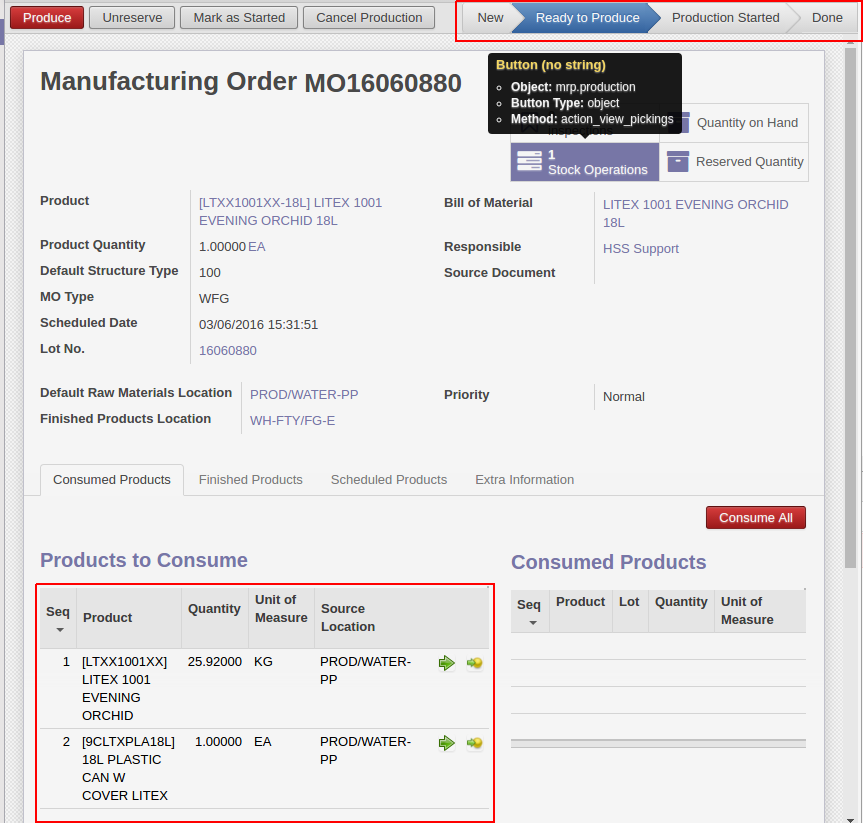 Produce Unreserve Mark as Started Cancel Production New Ready to Produce Production Started Done
Manufacturing Order MO16060880
Button (no string)
Object: mrp.production
Button Type: object
Method: action_view_pickings
Quantity on Hand
1
Stock Operations
Reserved Quantity
Product
[LTXX1001XX-18L] LITEX 1001
EVENING ORCHID 18L
Product Quantity
1.00000 EA
Default Structure Type
100
MO Type
WFG
Scheduled Date
03/06/2016 15:31:51
Lot No.
16060880
Bill of Material
LITEX 1001 EVENING ORCHID
18L
Responsible
HSS Support
Source Document
Default Raw Materials Location
PROD/WATER-PP
Finished Products Location
WH-FTY/FG-E
Priority
Normal
Consumed Products Finished Products Scheduled Products Extra Information
Consume All
Products to Consume
Seq Product Quantity Unit of
Measure
Source
Location
1 [LTXX1001XX] 25.92000 KG PROD/WATER-
LITEX 1001 PP
EVENING
ORCHID
2 [9CLTXPLA18L] 1.00000 EA PROD/WATER-
18L PLASTIC PP
CAN W
COVER LITEX
Consumed Products
Seq Product Lot Quantity Unit of
Measure